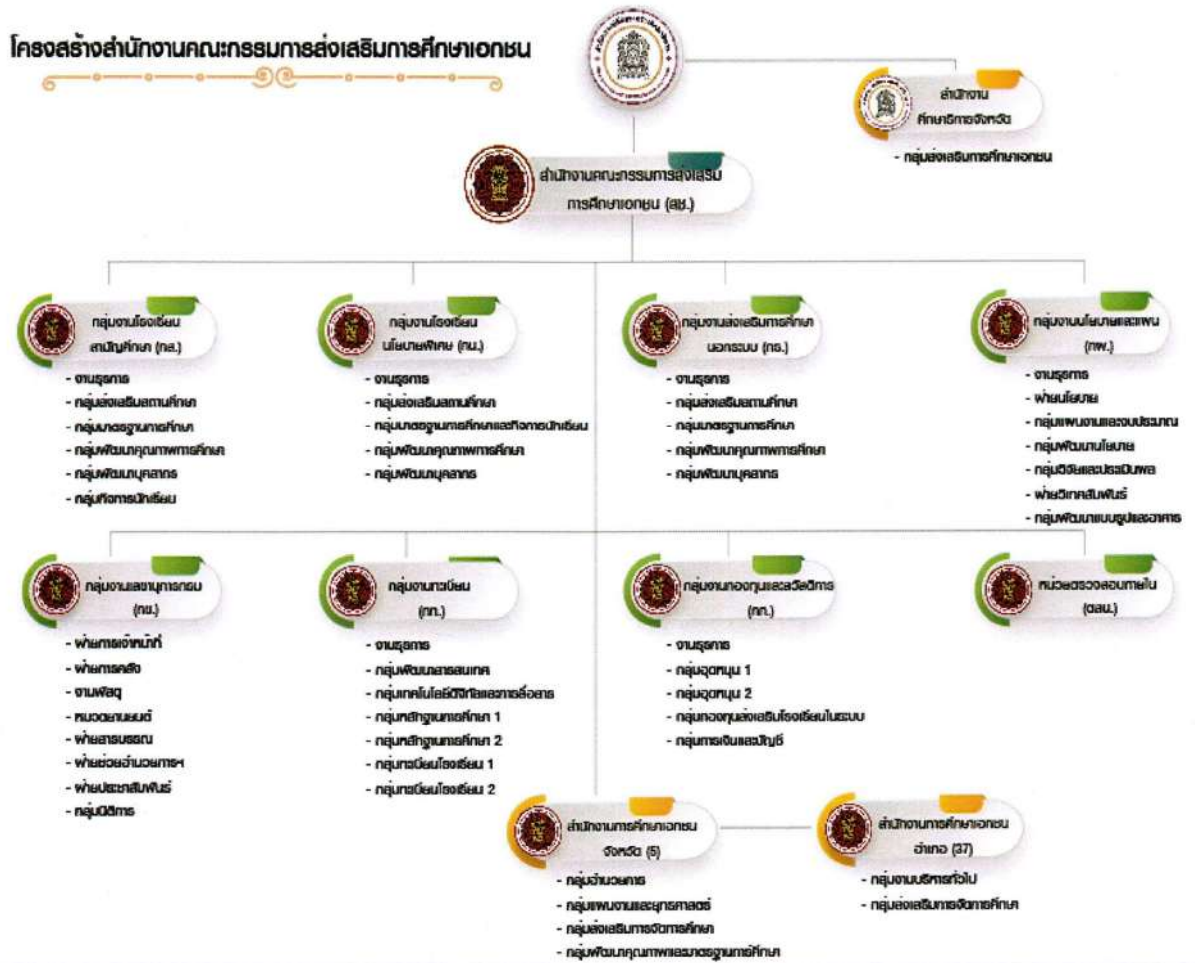 โครงสร้างสำนักงานคณะกรรมการส่งเสริมการศึกษาเอกชน
สำนักงาน
ศึกษาธิการจังหวัด
- กลุ่มส่งเสริมการศึกษาเอกชน
สำนักงานคณะกรรมการส่งเสริม
การศึกษาเอกชน (สช.)
กลุ่มงานโรงเรียน
สามัญศึกษา (กส.)
- งานธุรการ
- กลุ่มส่งเสริมสถานศึกษา
- กลุ่มมาตรฐานการศึกษา
- กลุ่มพัฒนาคุณภาพการศึกษา
- กลุ่มพัฒนาบุคลากร
- กลุ่มกิจการนักเรียน
กลุ่มงานโรงเรียน
นโยบายพิเศษ (กน.)
- งานธุรการ
- กลุ่มส่งเสริมสถานศึกษา
- กลุ่มมาตรฐานการศึกษาและกิจการนักเรียน
- กลุ่มพัฒนาคุณภาพการศึกษา
- กลุ่มพัฒนาบุคลากร
กลุ่มงานส่งเสริมการศึกษา
นอกระบบ (กร.)
- งานธุรการ
- กลุ่มส่งเสริมสถานศึกษา
- กลุ่มมาตรฐานการศึกษา
- กลุ่มพัฒนาคุณภาพการศึกษา
- กลุ่มพัฒนาบุคลากร
กลุ่มงานนโยบายและแผน
(กผ.)
- งานธุรการ
- ฝ่ายนโยบาย
- กลุ่มแผนงานและงบประมาณ
- กลุ่มพัฒนานโยบาย
- กลุ่มวิจัยและประเมินผล
- ฝ่ายวิเทศสัมพันธ์
- กลุ่มพัฒนาแบบรูปและอาคาร
กลุ่มงานเลขานุการกรม
(กข.)
- ฝ่ายการเจ้าหน้าที่
- ฝ่ายการคลัง
- งานพัสดุ
- หมวดยานยนต์
- ฝ่ายสารบรรณ
- ฝ่ายช่วยอำนวยการฯ
- ฝ่ายประชาสัมพันธ์
- กลุ่มนิติการ
กลุ่มงานทะเบียน
(กท.)
- งานธุรการ
- กลุ่มพัฒนาสารสนเทศ
- กลุ่มเทคโนโลยีดิจิทัลและการสื่อสาร
- กลุ่มหลักฐานการศึกษา 1
- กลุ่มหลักฐานการศึกษา 2
- กลุ่มทะเบียนโรงเรียน 1
- กลุ่มทะเบียนโรงเรียน 2
กลุ่มงานกองทุนและสวัสดิการ
(กก.)
- งานธุรการ
- กลุ่มอุดหนุน 1
- กลุ่มอุดหนุน 2
- กลุ่มกองทุนส่งเสริมโรงเรียนในระบบ
- กลุ่มการเงินและบัญชี
หน่วยตรวจสอบภายใน
(ตสน.)
สำนักงานการศึกษาเอกชน
จังหวัด (5)
- กลุ่มอำนวยการ
- กลุ่มแผนงานและยุทธศาสตร์
- กลุ่มส่งเสริมการจัดการศึกษา
- กลุ่มพัฒนาคุณภาพและมาตรฐานการศึกษา
สำนักงานการศึกษาเอกชน
อำเภอ (37)
- กลุ่มงานบริหารทั่วไป
- กลุ่มส่งเสริมการจัดการศึกษา